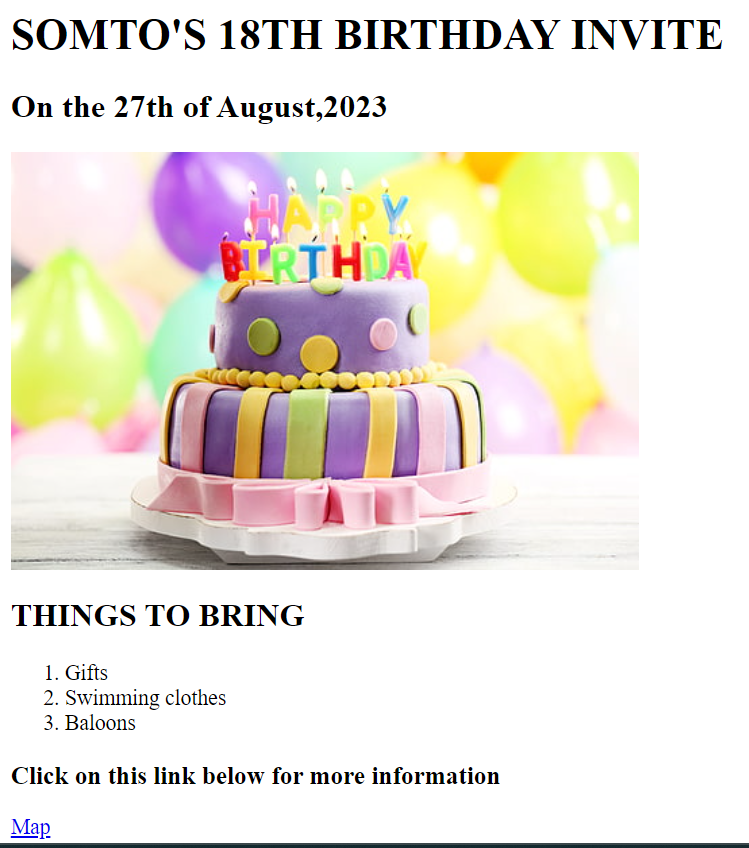 SOMTO'S 18TH BIRTHDAY INVITE
On the 27th of August,2023
HAPPY
BIRTHDAY
THINGS TO BRING
1. Gifts
2. Swimming clothes
3. Baloons
Click on this link below for more information
Map